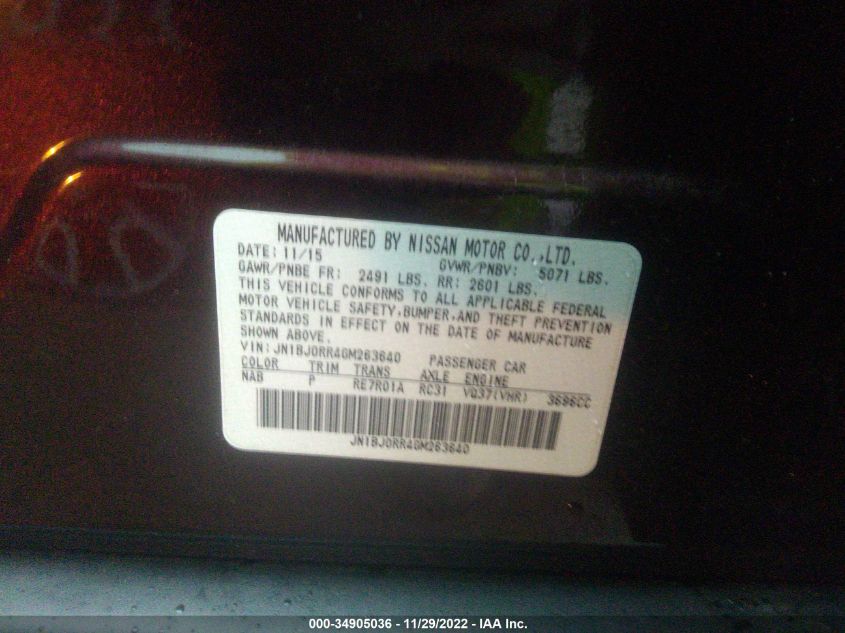 MANUFACTURED BY NISSAN MOTOR CO.,LTD.
DATE: 11/15 GVWR/PNBV: 5071 LBS.
GAWR/PNBE FR: 2491 LBS. RR: 2601 LBS.
THIS VEHICLE CONFORMS TO ALL APPLICABLE FEDERAL
MOTOR VEHICLE SAFETY,BUMPER,AND THEFT PREVENTION
STANDARDS IN EFFECT ON THE DATE OF MANUFACTURE
SHOWN ABOVE.
VIN: JN1BJ0RR4GM263640 PASSENGER CAR
COLOR TRIM TRANS AXLE ENGINE
NAB P RE7R01A RC31 VQ37(VHR) 3696CC
JN1BJ0RR4GM263640
000-34905036 - 11/29/2022 - IAA Inc.